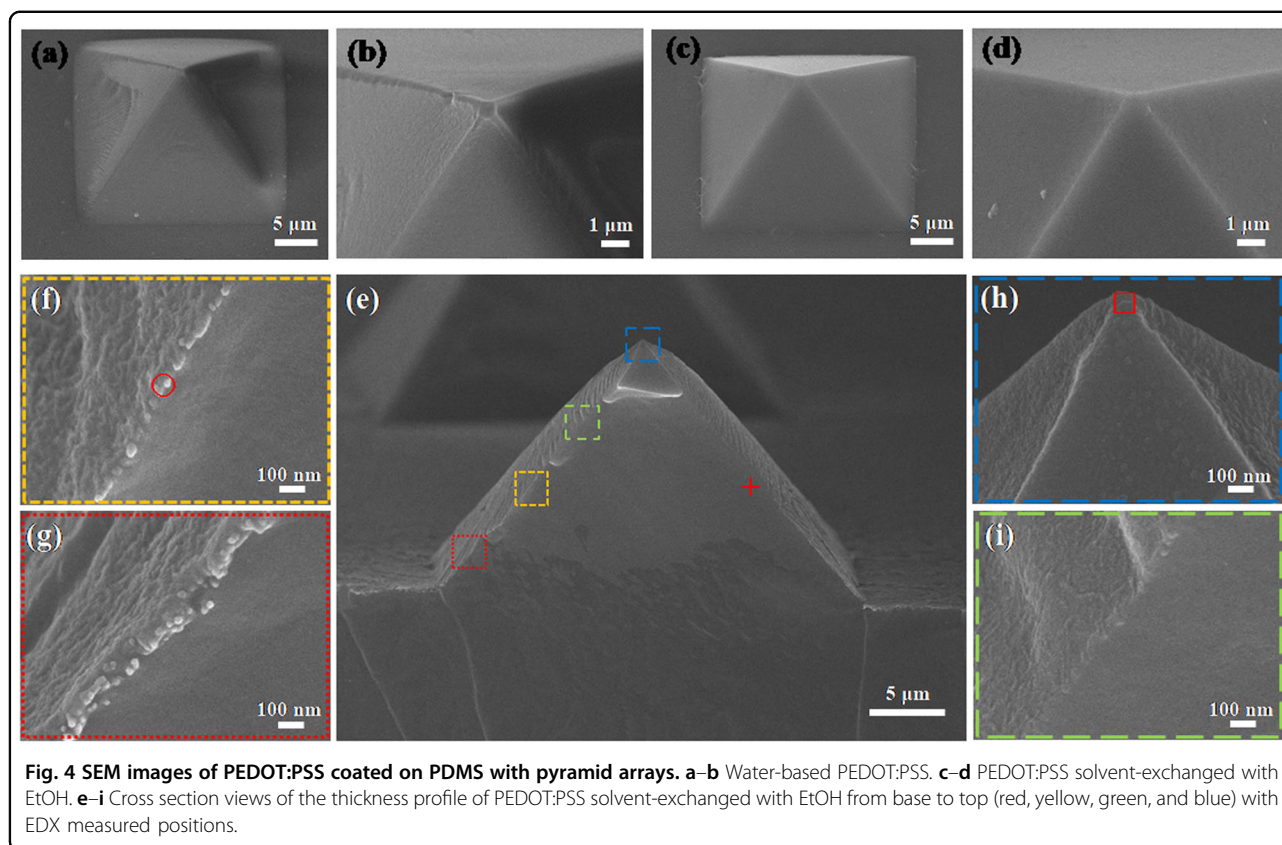 (a)
5 μm
(b)
1 μm
(c)
5 μm
(d)
1 μm
(f)
100 nm
(e)
5 μm
(h)
100 nm
(g)
100 nm
(i)
100 nm
Fig. 4 SEM images of PEDOT:PSS coated on PDMS with pyramid arrays. a–b Water-based PEDOT:PSS. c–d PEDOT:PSS solvent-exchanged with
EtOH. e–i Cross section views of the thickness profile of PEDOT:PSS solvent-exchanged with EtOH from base to top (red, yellow, green, and blue) with
EDX measured positions.